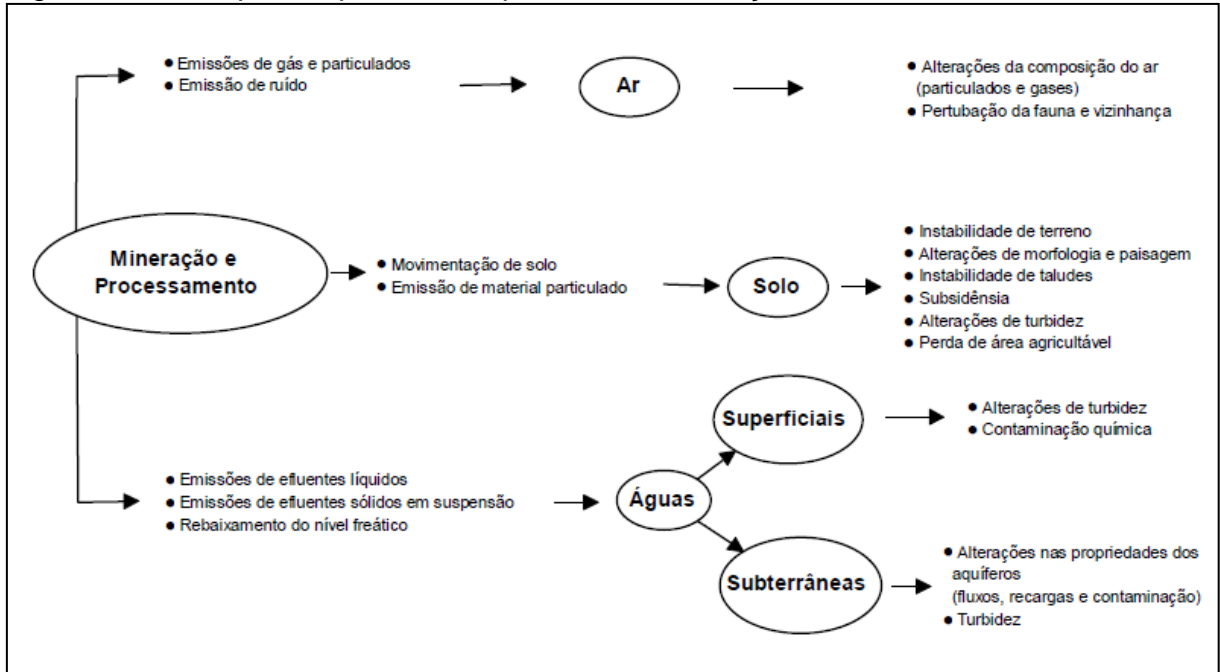 ● Emissões de gás e particulados
● Emissão de ruído
Ar
● Alterações da composição do ar
(particulados e gases)
● Pertubação da fauna e vizinhança
Mineração e
Processamento
● Movimentação de solo
● Emissão de material particulado
Solo
● Instabilidade de terreno
● Alterações de morfologia e paisagem
● Instabilidade de taludes
● Subsidênsia
● Alterações de turbidez
● Perda de área agricultável
● Emissões de efluentes líquidos
● Emissões de efluentes sólidos em suspensão
● Rebaixamento do nível freático
Águas
Superficiais
● Alterações de turbidez
● Contaminação química
Subterrâneas
● Alterações nas propriedades dos
aquíferos
(fluxos, recargas e contaminação)
● Turbidez